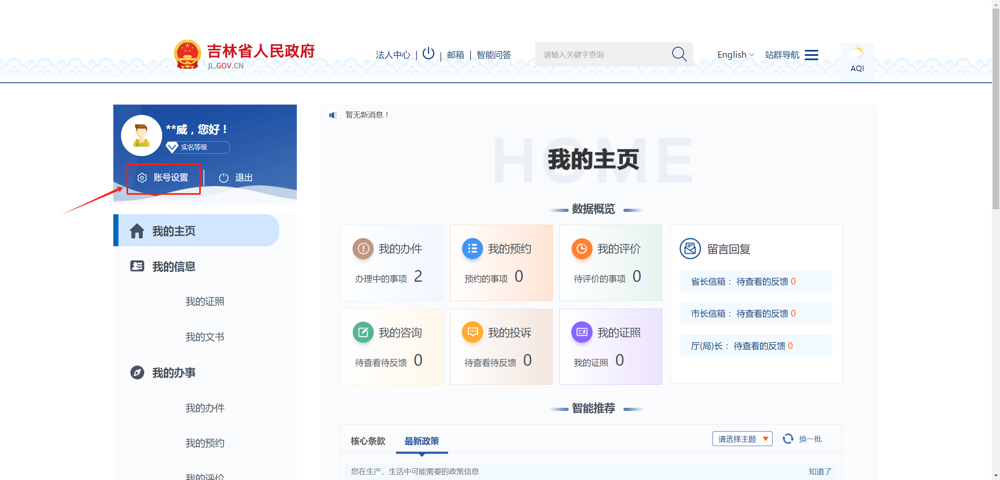 吉林省人民政府
JL.GOV.CN
法人中心 | | 邮箱 | 智能问答
请输入关键字查询
English
站群导航
AQI
**威，您好！
实名等级
账号设置
退出
我的主页
我的信息
我的证照
我的文书
我的办事
我的办件
我的预约
我的评价
暂无新消息！
HOME
我的主页
数据概览
我的办件
办理中的事项 2
我的预约
预约的事项 0
我的评价
待评价的事项 0
我的咨询
待查看待反馈 0
我的投诉
待查看待反馈 0
我的证照
我的证照 0
留言回复
省长信箱： 待查看的反馈 0
市长信箱： 待查看的反馈 0
厅(局)长： 待查看的反馈 0
智能推荐
核心条款
最新政策
请选择主题
换一批
您在生产、生活中可能需要的政策信息
知道了